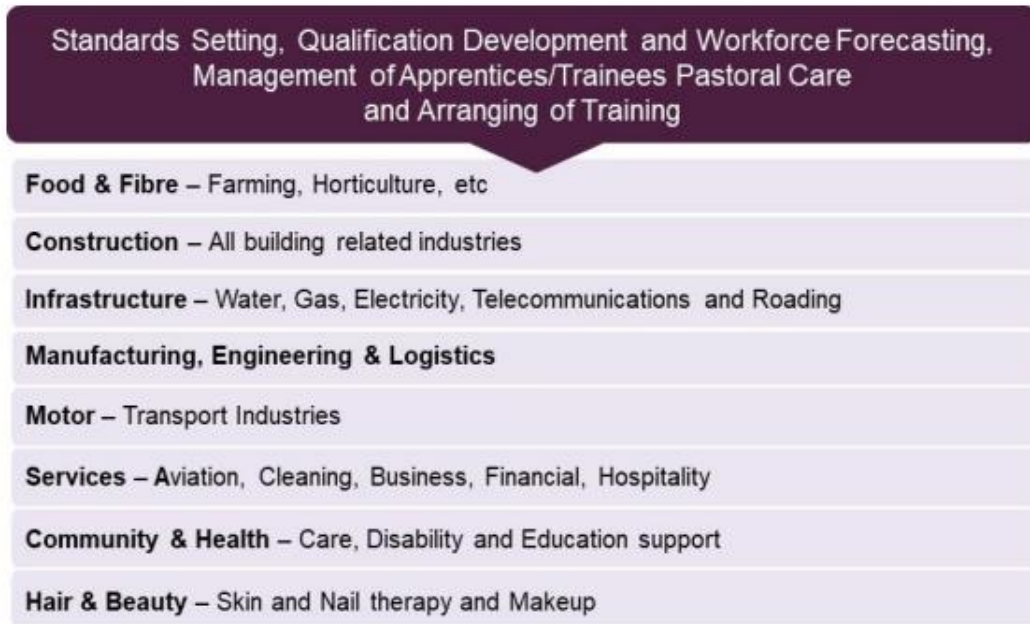 Standards Setting, Qualification Development and Workforce Forecasting,
Management of Apprentices/Trainees Pastoral Care
and Arranging of Training
Food & Fibre – Farming, Horticulture, etc
Construction – All building related industries
Infrastructure – Water, Gas, Electricity, Telecommunications and Roading
Manufacturing, Engineering & Logistics
Motor – Transport Industries
Services – Aviation, Cleaning, Business, Financial, Hospitality
Community & Health – Care, Disability and Education support
Hair & Beauty – Skin and Nail therapy and Makeup